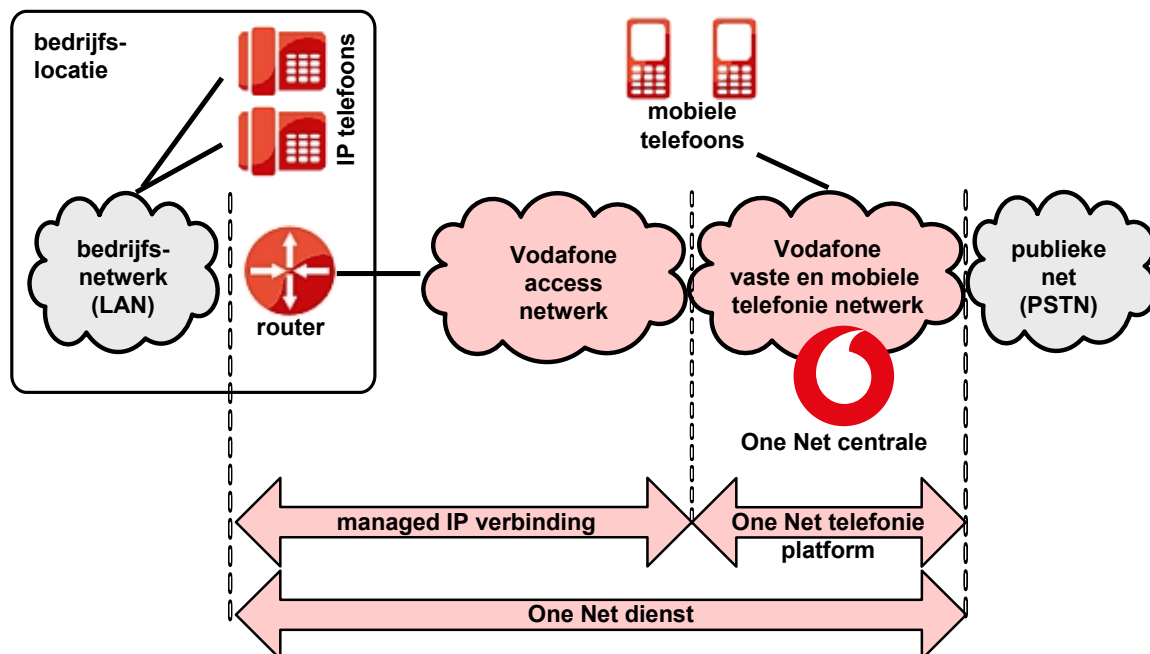 bedrijfs-
locatie
IP telefoons
mobiele
telefoons
bedrijfs-
netwerk
(LAN)
router
Vodafone
access
netwerk
Vodafone
vaste en mobiele
telefonie netwerk
publieke
net
(PSTN)
One Net centrale
managed IP verbinding
One Net telefonie
platform
One Net dienst